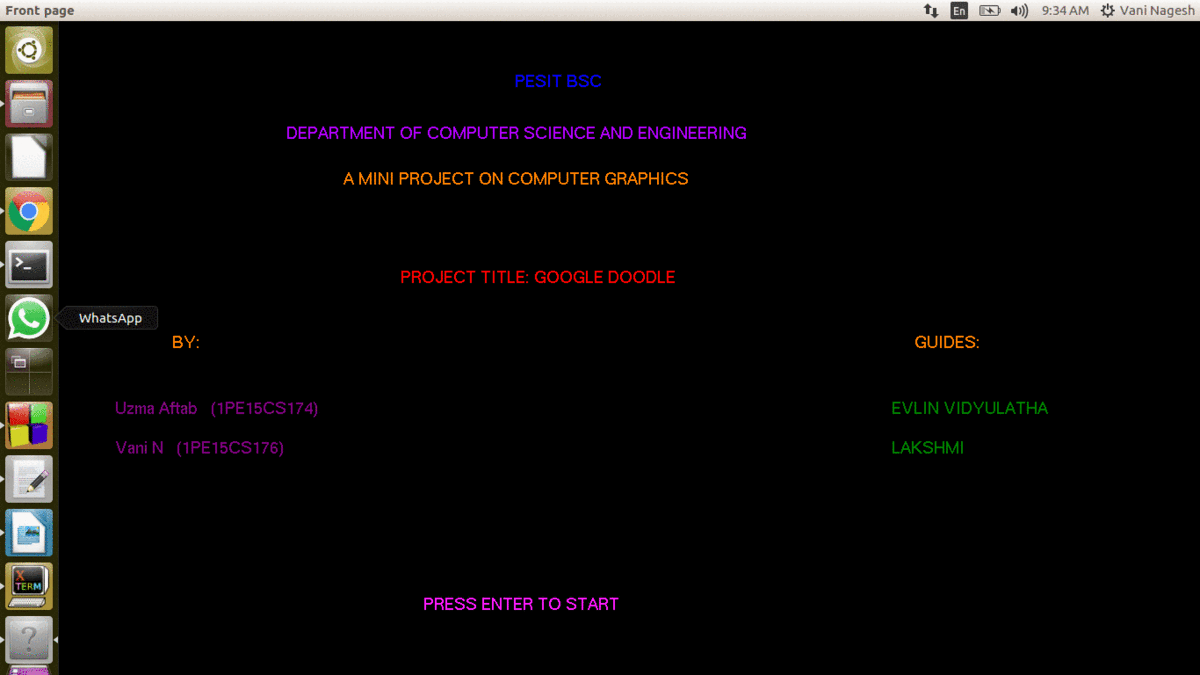 Front page
En
9:34 AM
Vani Nagesh
PESIT BSC
DEPARTMENT OF COMPUTER SCIENCE AND ENGINEERING
A MINI PROJECT ON COMPUTER GRAPHICS
PROJECT TITLE: GOOGLE DOODLE
WhatsApp
BY:
GUIDES:
Uzma Aftab (1PE15CS174)
EVLIN VIDYULATHA
Vani N (1PE15CS176)
LAKSHMI
X TERM
PRESS ENTER TO START